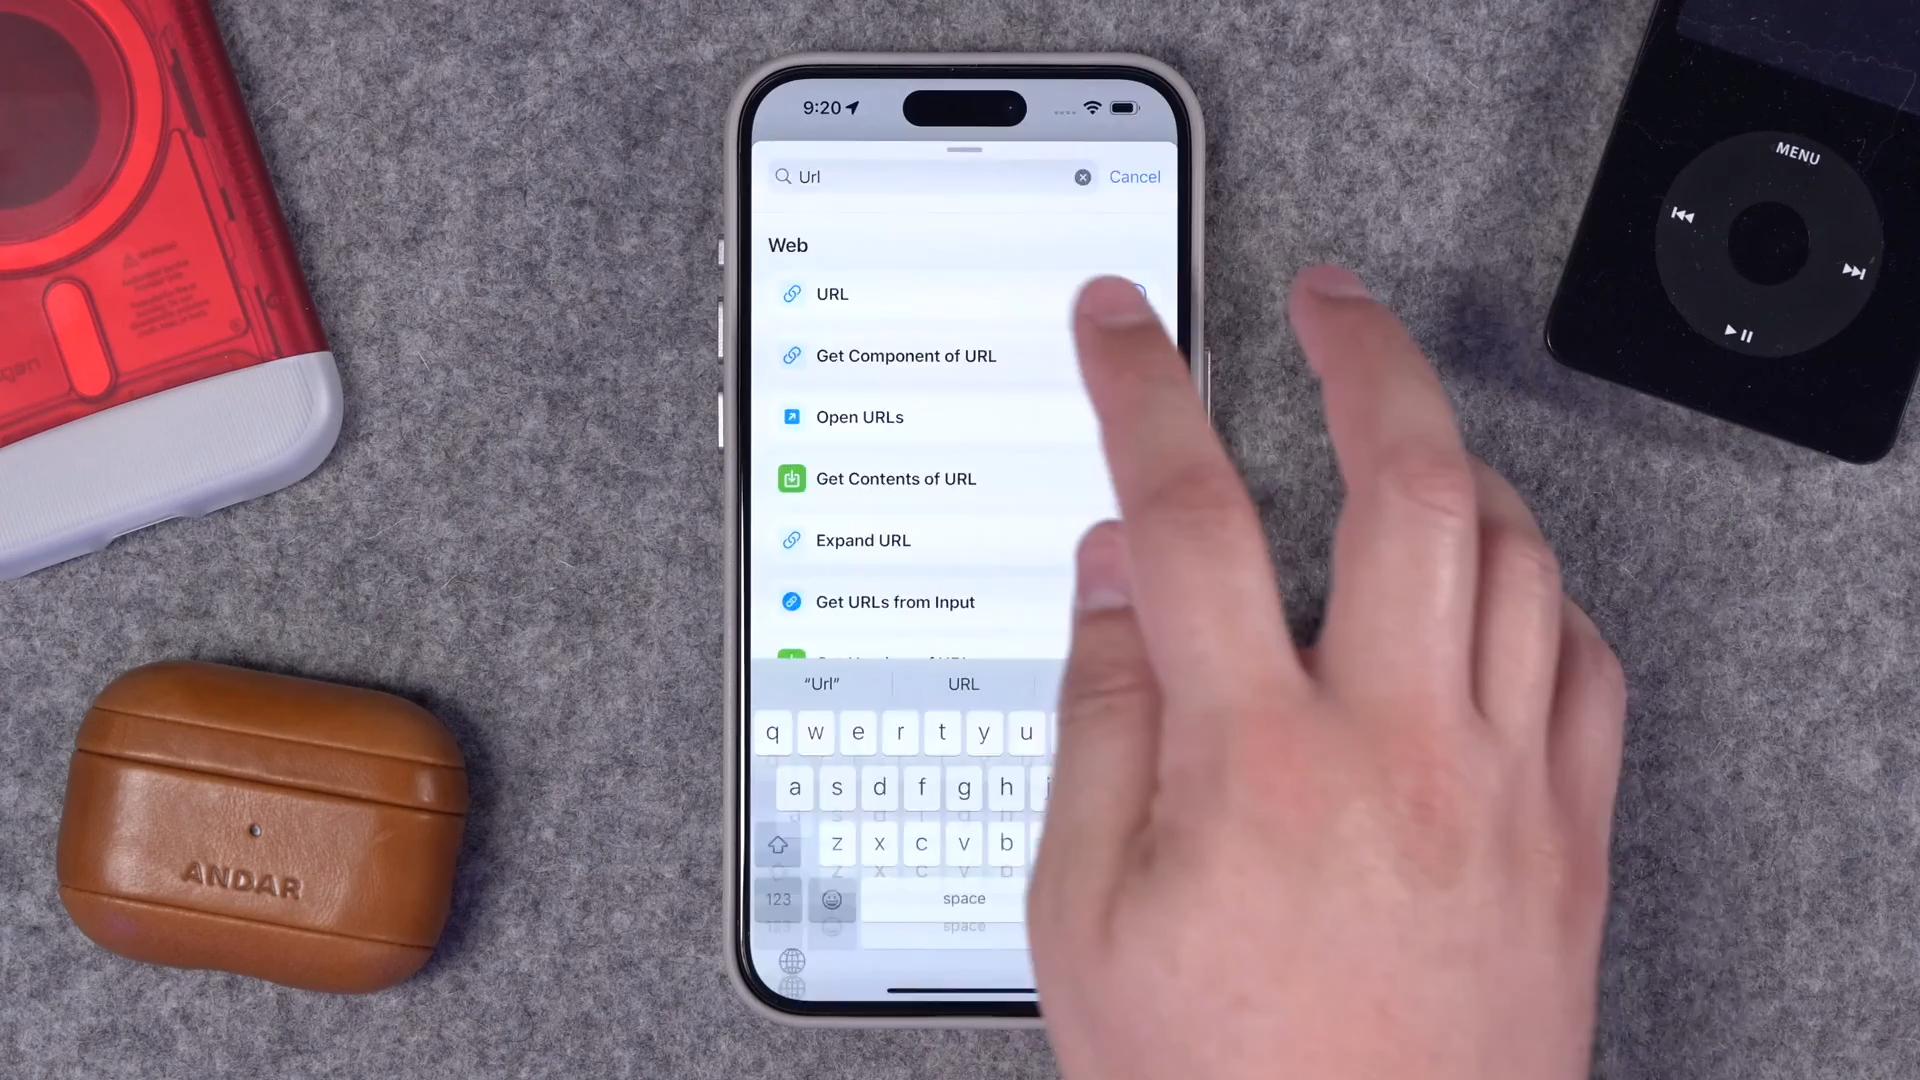 9:20
Url
Cancel
Web
URL
Get Component of URL
Open URLs
Get Contents of URL
Expand URL
Get URLs from Input
“Url”
URL
q w e r t y u
a s d f g h j
z x c v b
123
space
space
MENU
ANDAR